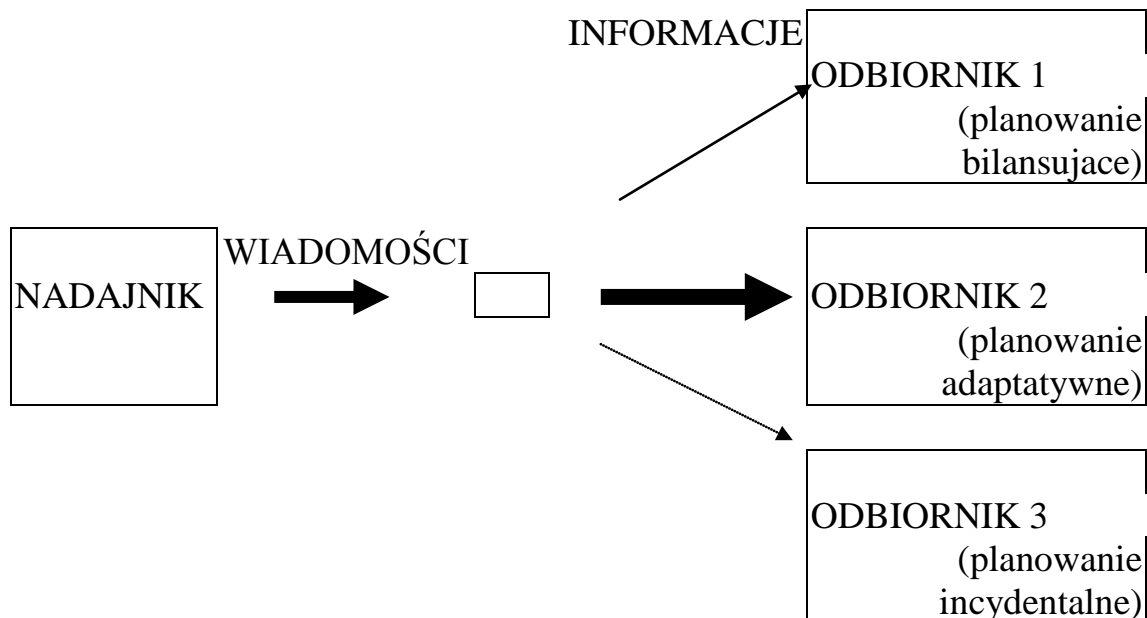 INFORMACJE
ODBIORNIK 1
(planowanie
bilansujace)
WIADOMOŚCI
NADAJNIK
ODBIORNIK 2
(planowanie
adaptatywne)
ODBIORNIK 3
(planowanie
incydentalne)